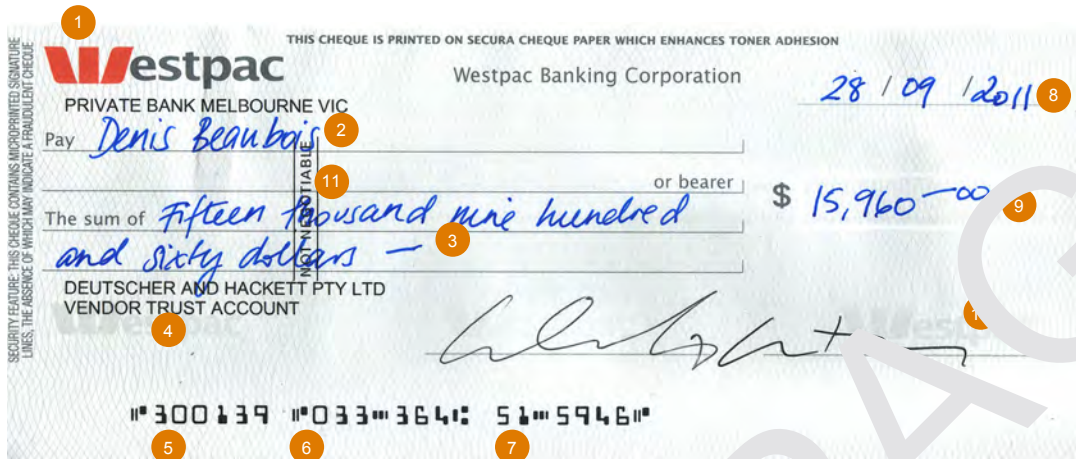 1
THIS CHEQUE IS PRINTED ON SECURA CHEQUE PAPER WHICH ENHANCES TONER ADHESION
Westpac
Westpac Banking Corporation
28 / 09 / 2011 8
PRIVATE BANK MELBOURNE VIC
Pay Denis Beaubois 2
11
or bearer
The sum of Fifteen thousand nine hundred
$ 15,960-00 9
and sixty dollars — 3
NOT NEGOTIABLE
DEUTSCHER AND HACKETT PTY LTD
VENDOR TRUST ACCOUNT
4
Westpac
⑈300139 ⑈033⑉364⑆ 51⑉5946⑈
5 6 7
SECURITY FEATURE: THIS CHEQUE CONTAINS MICROPRINTED SIGNATURE
LINES, THE ABSENCE OF WHICH MAY INDICATE A FRAUDULENT CHEQUE